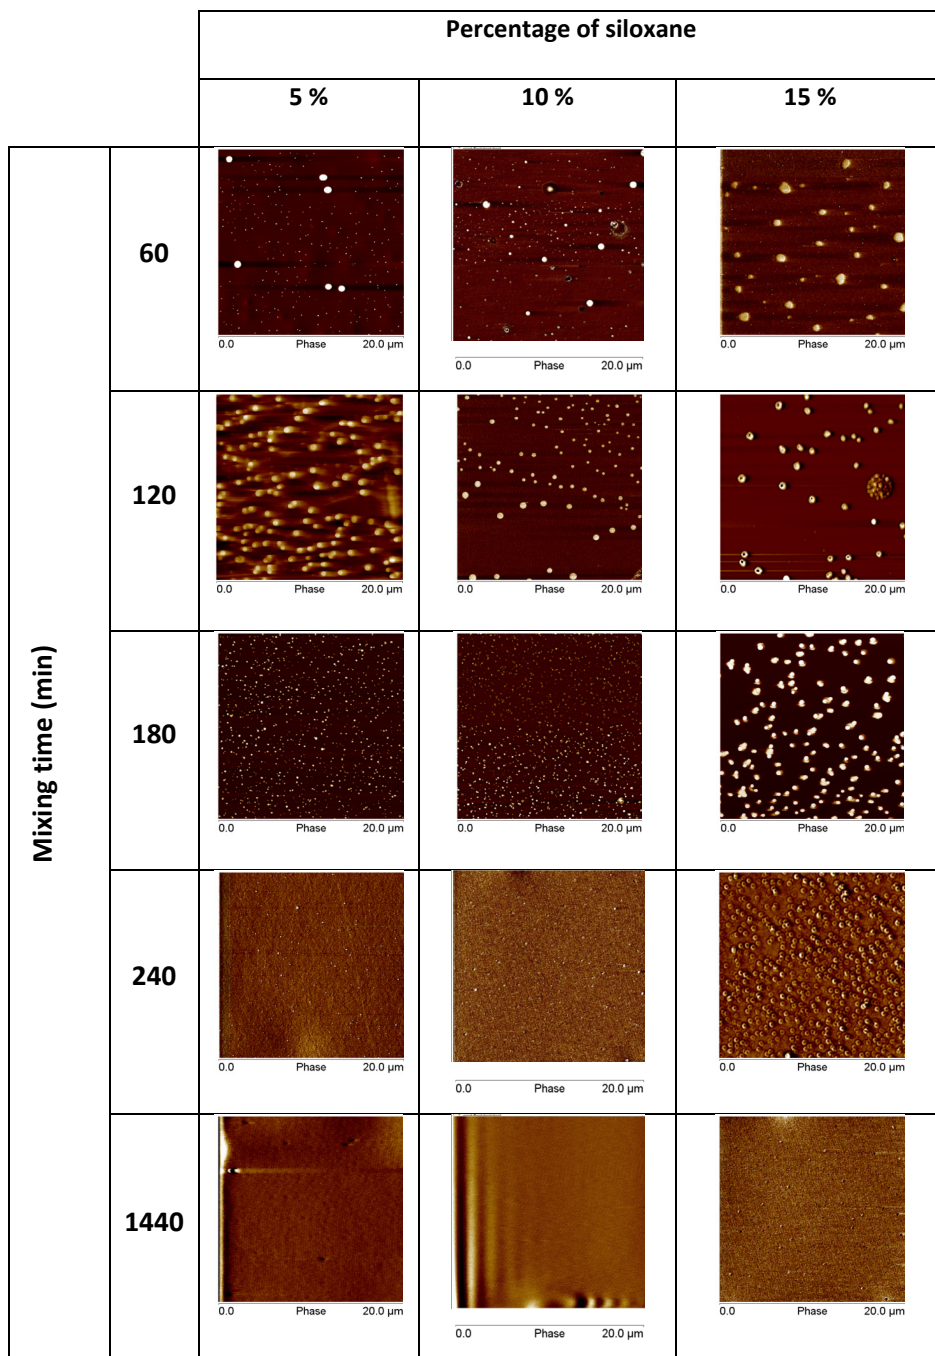 Percentage of siloxane
5 % 10 % 15 %
Mixing time (min)
60
0.0 Phase 20.0 µm 0.0 Phase 20.0 µm 0.0 Phase 20.0 µm
120
0.0 Phase 20.0 µm 0.0 Phase 20.0 µm 0.0 Phase 20.0 µm
180
0.0 Phase 20.0 µm 0.0 Phase 20.0 µm 0.0 Phase 20.0 µm
240
0.0 Phase 20.0 µm 0.0 Phase 20.0 µm 0.0 Phase 20.0 µm
1440
0.0 Phase 20.0 µm 0.0 Phase 20.0 µm 0.0 Phase 20.0 µm